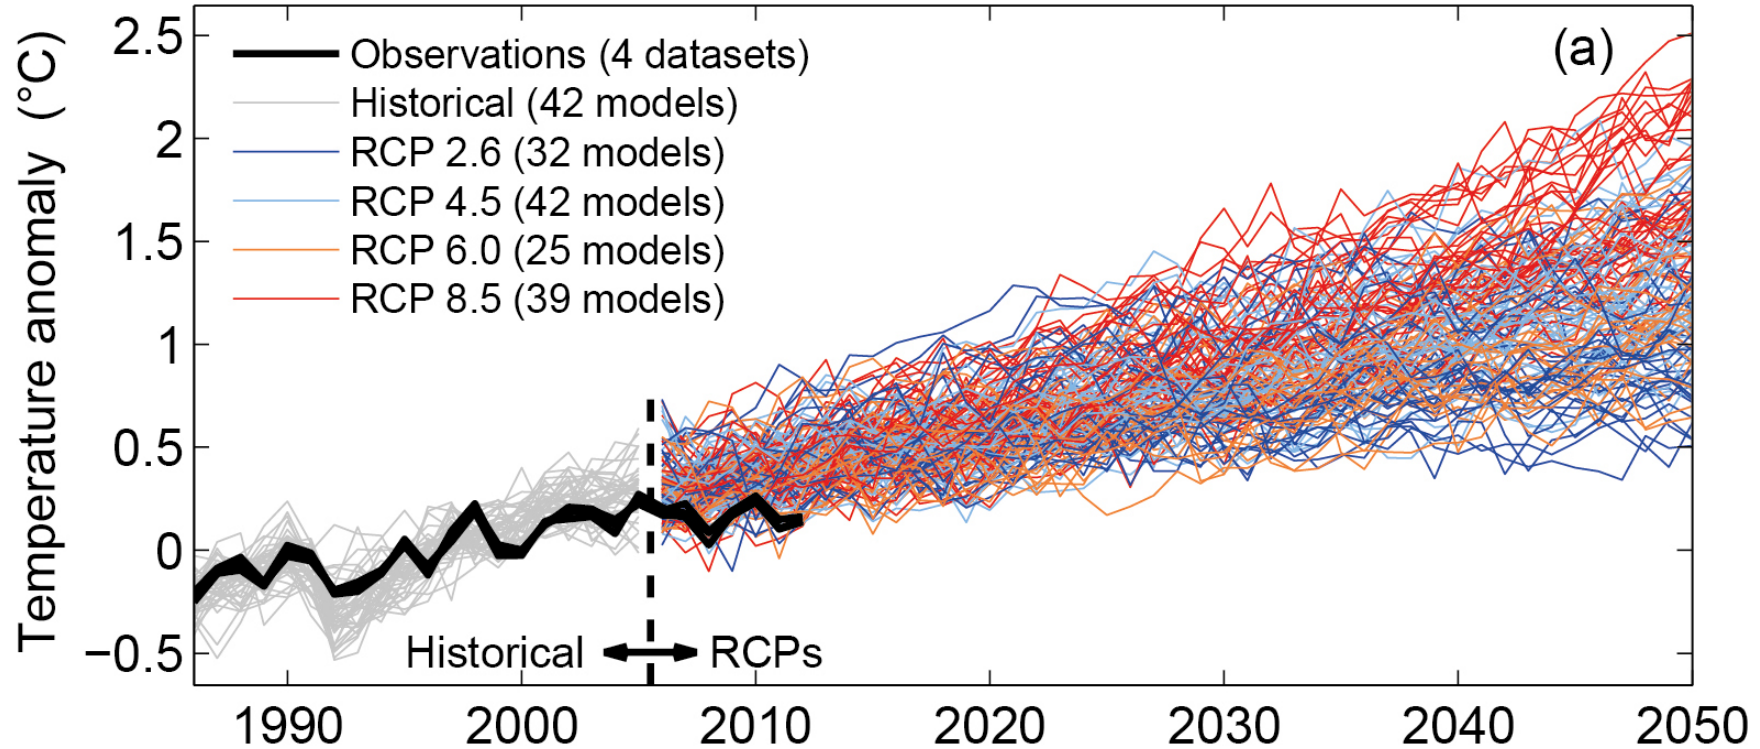 Temperature anomaly (°C)
2.5
2
1.5
1
0.5
0
−0.5
Observations (4 datasets)
Historical (42 models)
RCP 2.6 (32 models)
RCP 4.5 (42 models)
RCP 6.0 (25 models)
RCP 8.5 (39 models)
(a)
Historical RCPs
1990 2000 2010 2020 2030 2040 2050